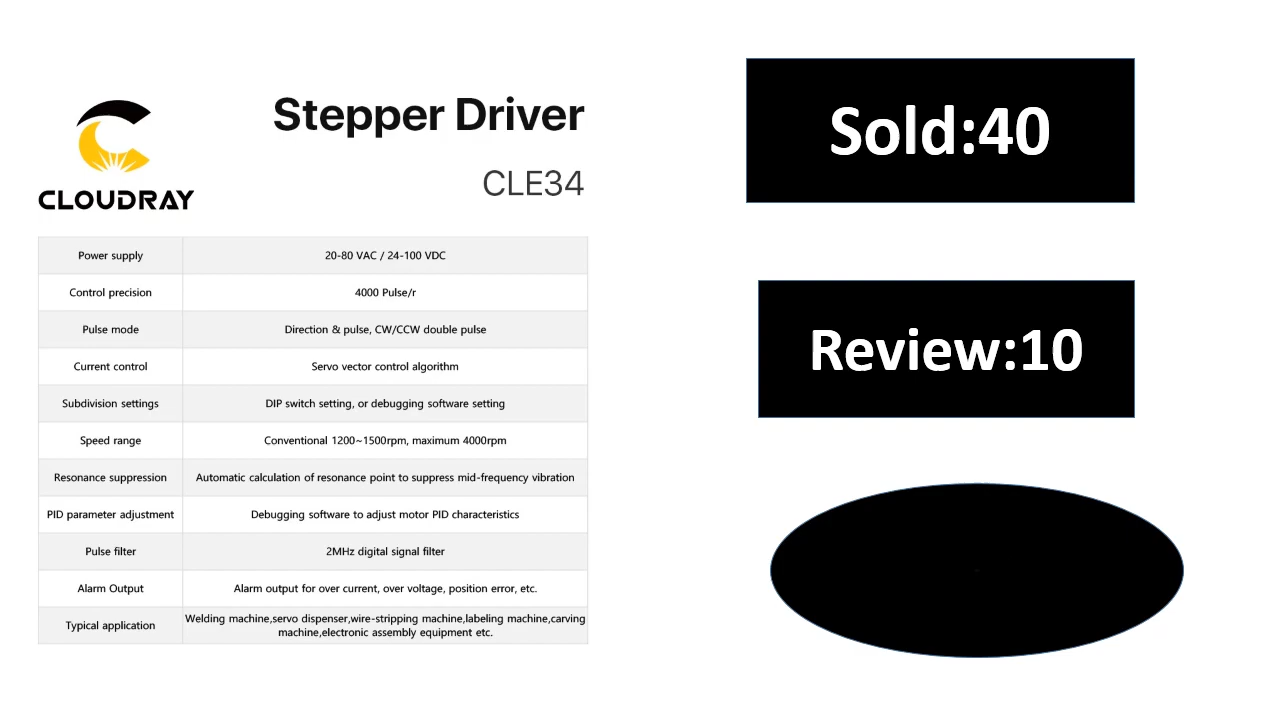 CLOUDRAY
Stepper Driver
CLE34
Power supply 20-80 VAC / 24-100 VDC
Control precision 4000 Pulse/r
Pulse mode Direction & pulse, CW/CCW double pulse
Current control Servo vector control algorithm
Subdivision settings DIP switch setting, or debugging software setting
Speed range Conventional 1200~1500rpm, maximum 4000rpm
Resonance suppression Automatic calculation of resonance point to suppress mid-frequency vibration
PID parameter adjustment Debugging software to adjust motor PID characteristics
Pulse filter 2MHz digital signal filter
Alarm Output Alarm output for over current, over voltage, position error, etc.
Typical application Welding machine,servo dispenser,wire-stripping machine,labeling machine,carving
machine,electronic assembly equipment etc.
Sold:40
Review:10